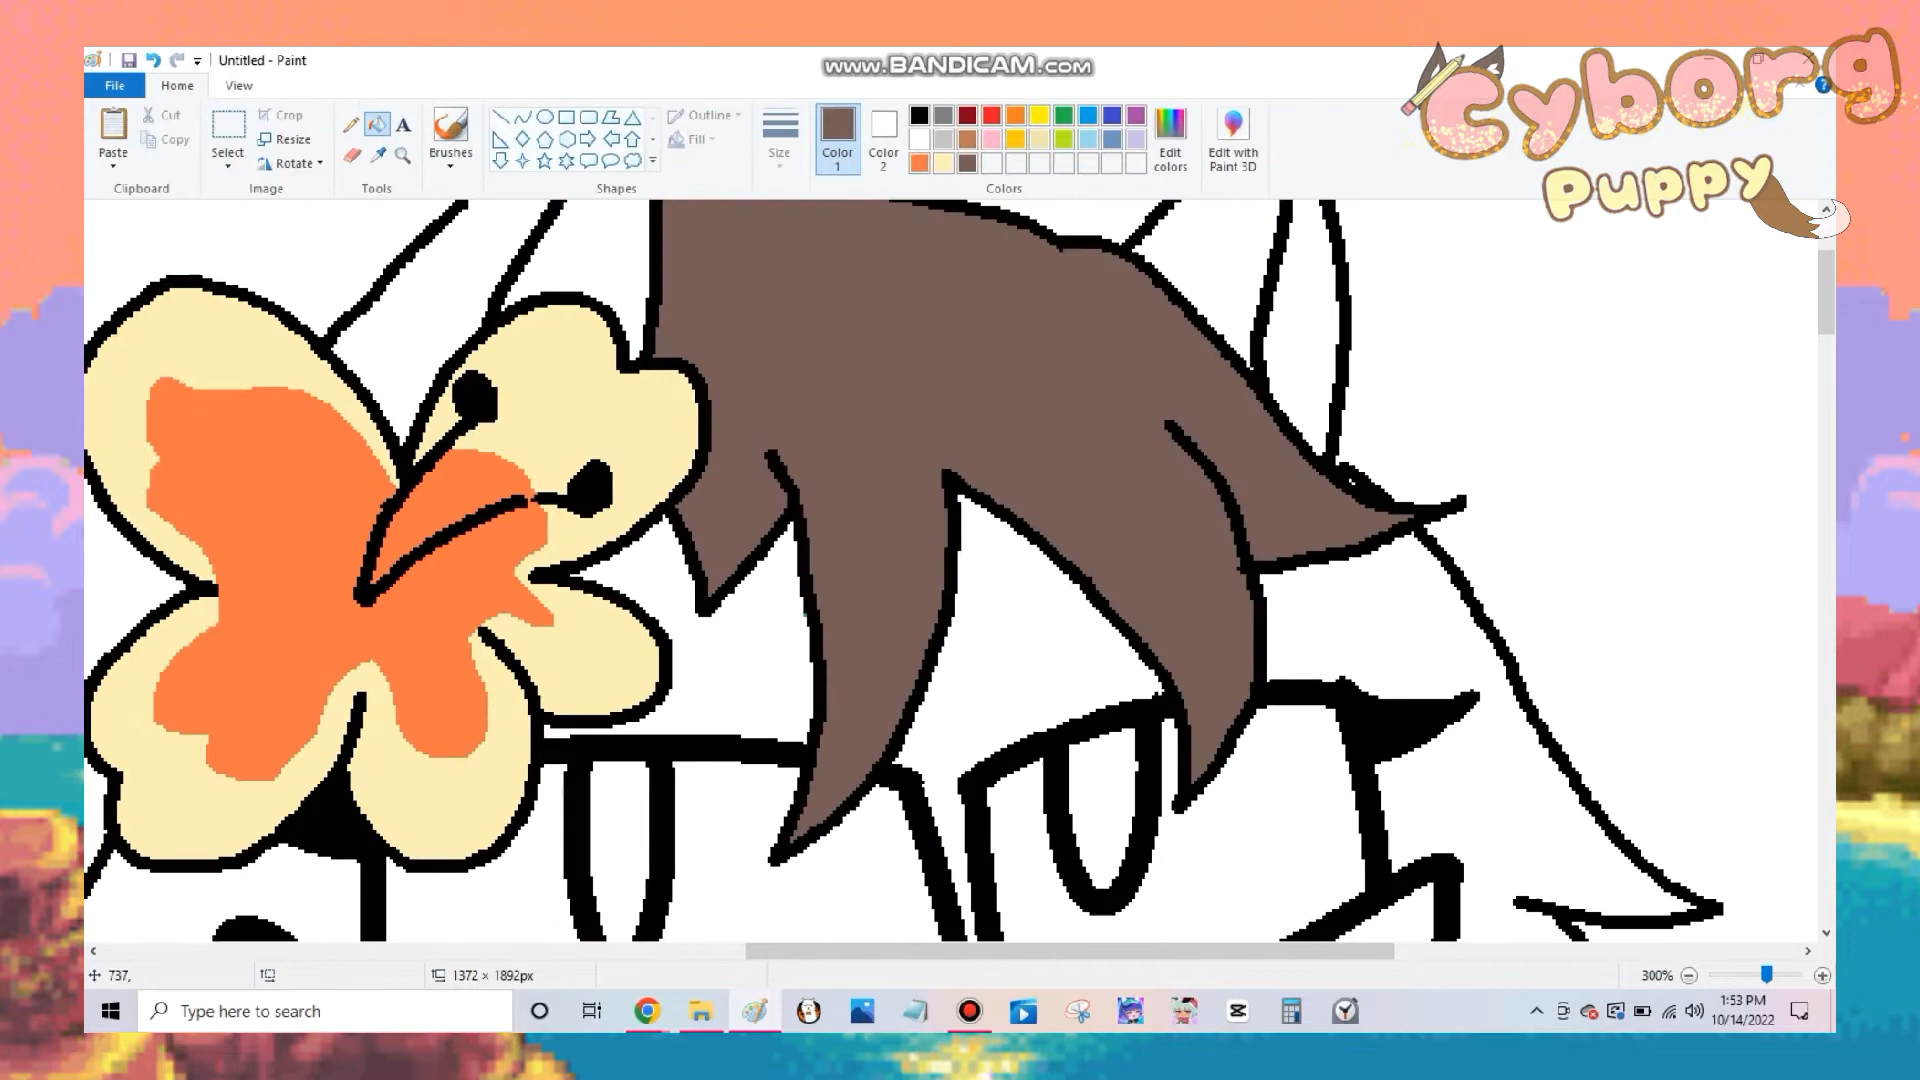 Untitled - Paint
www.BANDICAM.com
Cyborg
Puppy
File
Home
View
Paste
Cut
Copy
Clipboard
Select
Crop
Resize
Rotate
Image
A
Tools
Brushes
Outline
Fill
Shapes
Size
Color
1
Color
2
Colors
Edit
colors
Edit with
Paint 3D
737,
1372 × 1892px
300%
Type here to search
1:53 PM
10/14/2022